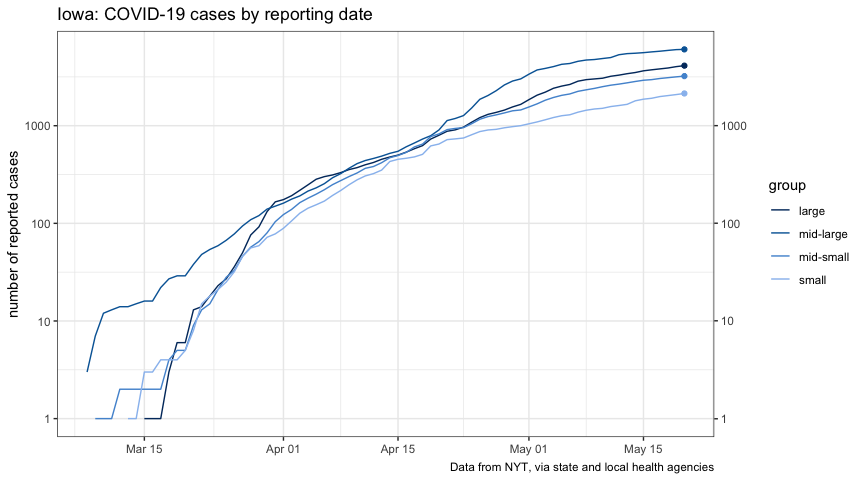 Iowa: COVID-19 cases by reporting date
number of reported cases
1000
100
10
1
1000
100
10
1
Mar 15
Apr 01
Apr 15
May 01
May 15
group
large
mid-large
mid-small
small
Data from NYT, via state and local health agencies